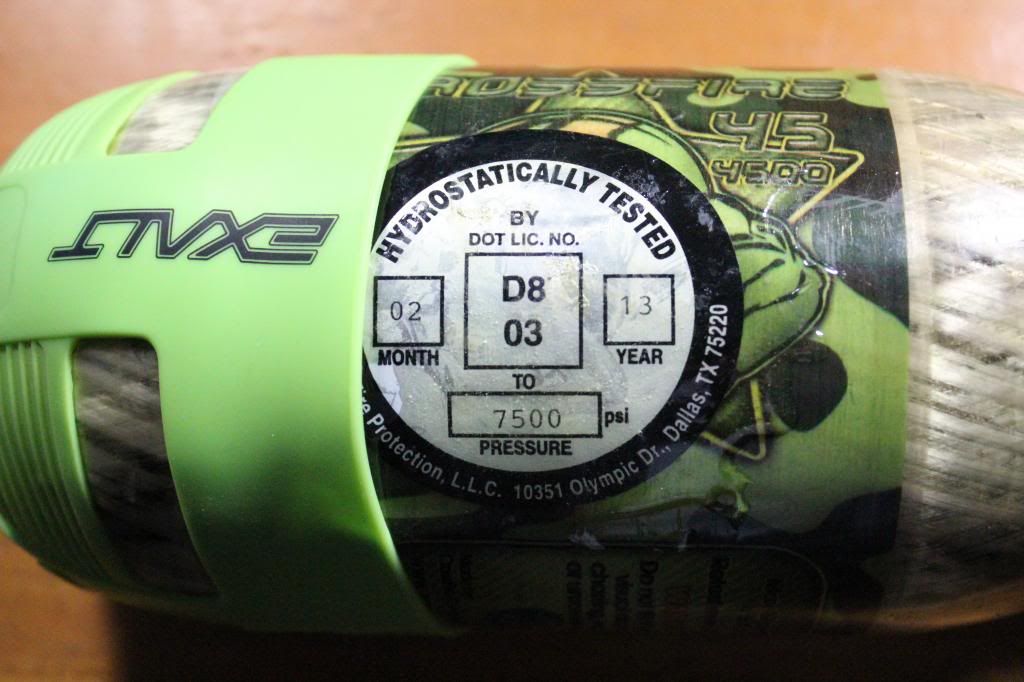 EXALT
ROSSFIRE
45
4500
HYDROSTATICALLY TESTED
BY
DOT LIC. NO.
D8
03
02
MONTH
13
YEAR
TO
7500 psi
PRESSURE
Protection, L.L.C. 10351 Olympic Dr., Dallas, TX 75220